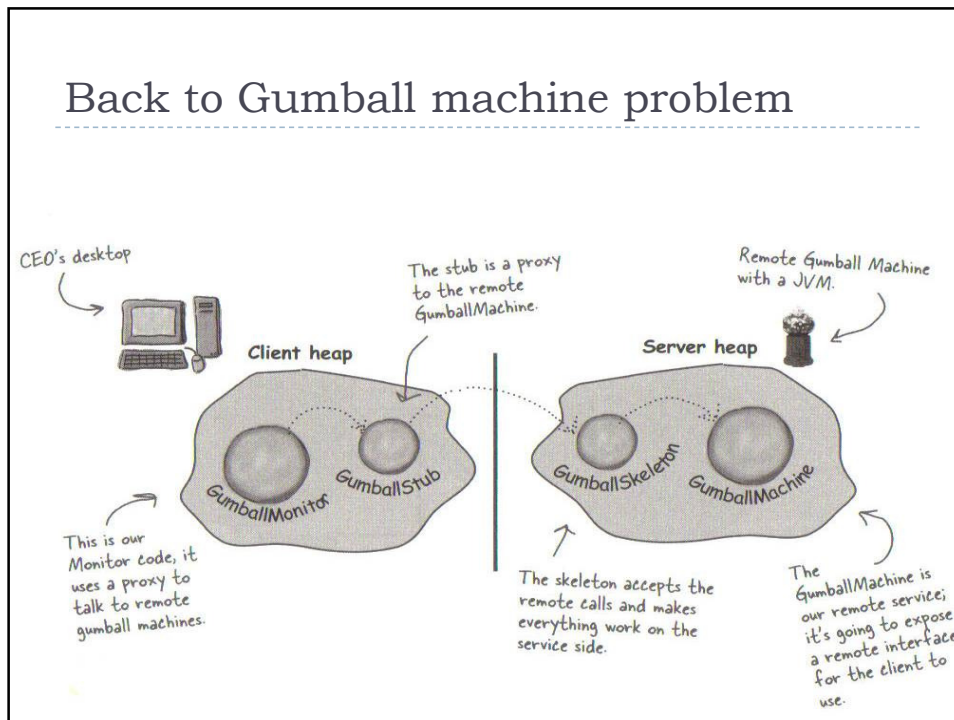 Back to Gumball machine problem
CEO's desktop
The stub is a proxy
to the remote
GumballMachine.
Remote Gumball Machine
with a JVM.
Client heap
Server heap
GumballMonitor
GumballStub
GumballSkeleton
GumballMachine
This is our
Monitor code, it
uses a proxy to
talk to remote
gumball machines.
The skeleton accepts the
remote calls and makes
everything work on the
service side.
The
GumballMachine is
our remote service;
it's going to expose
a remote interface
for the client to
use.